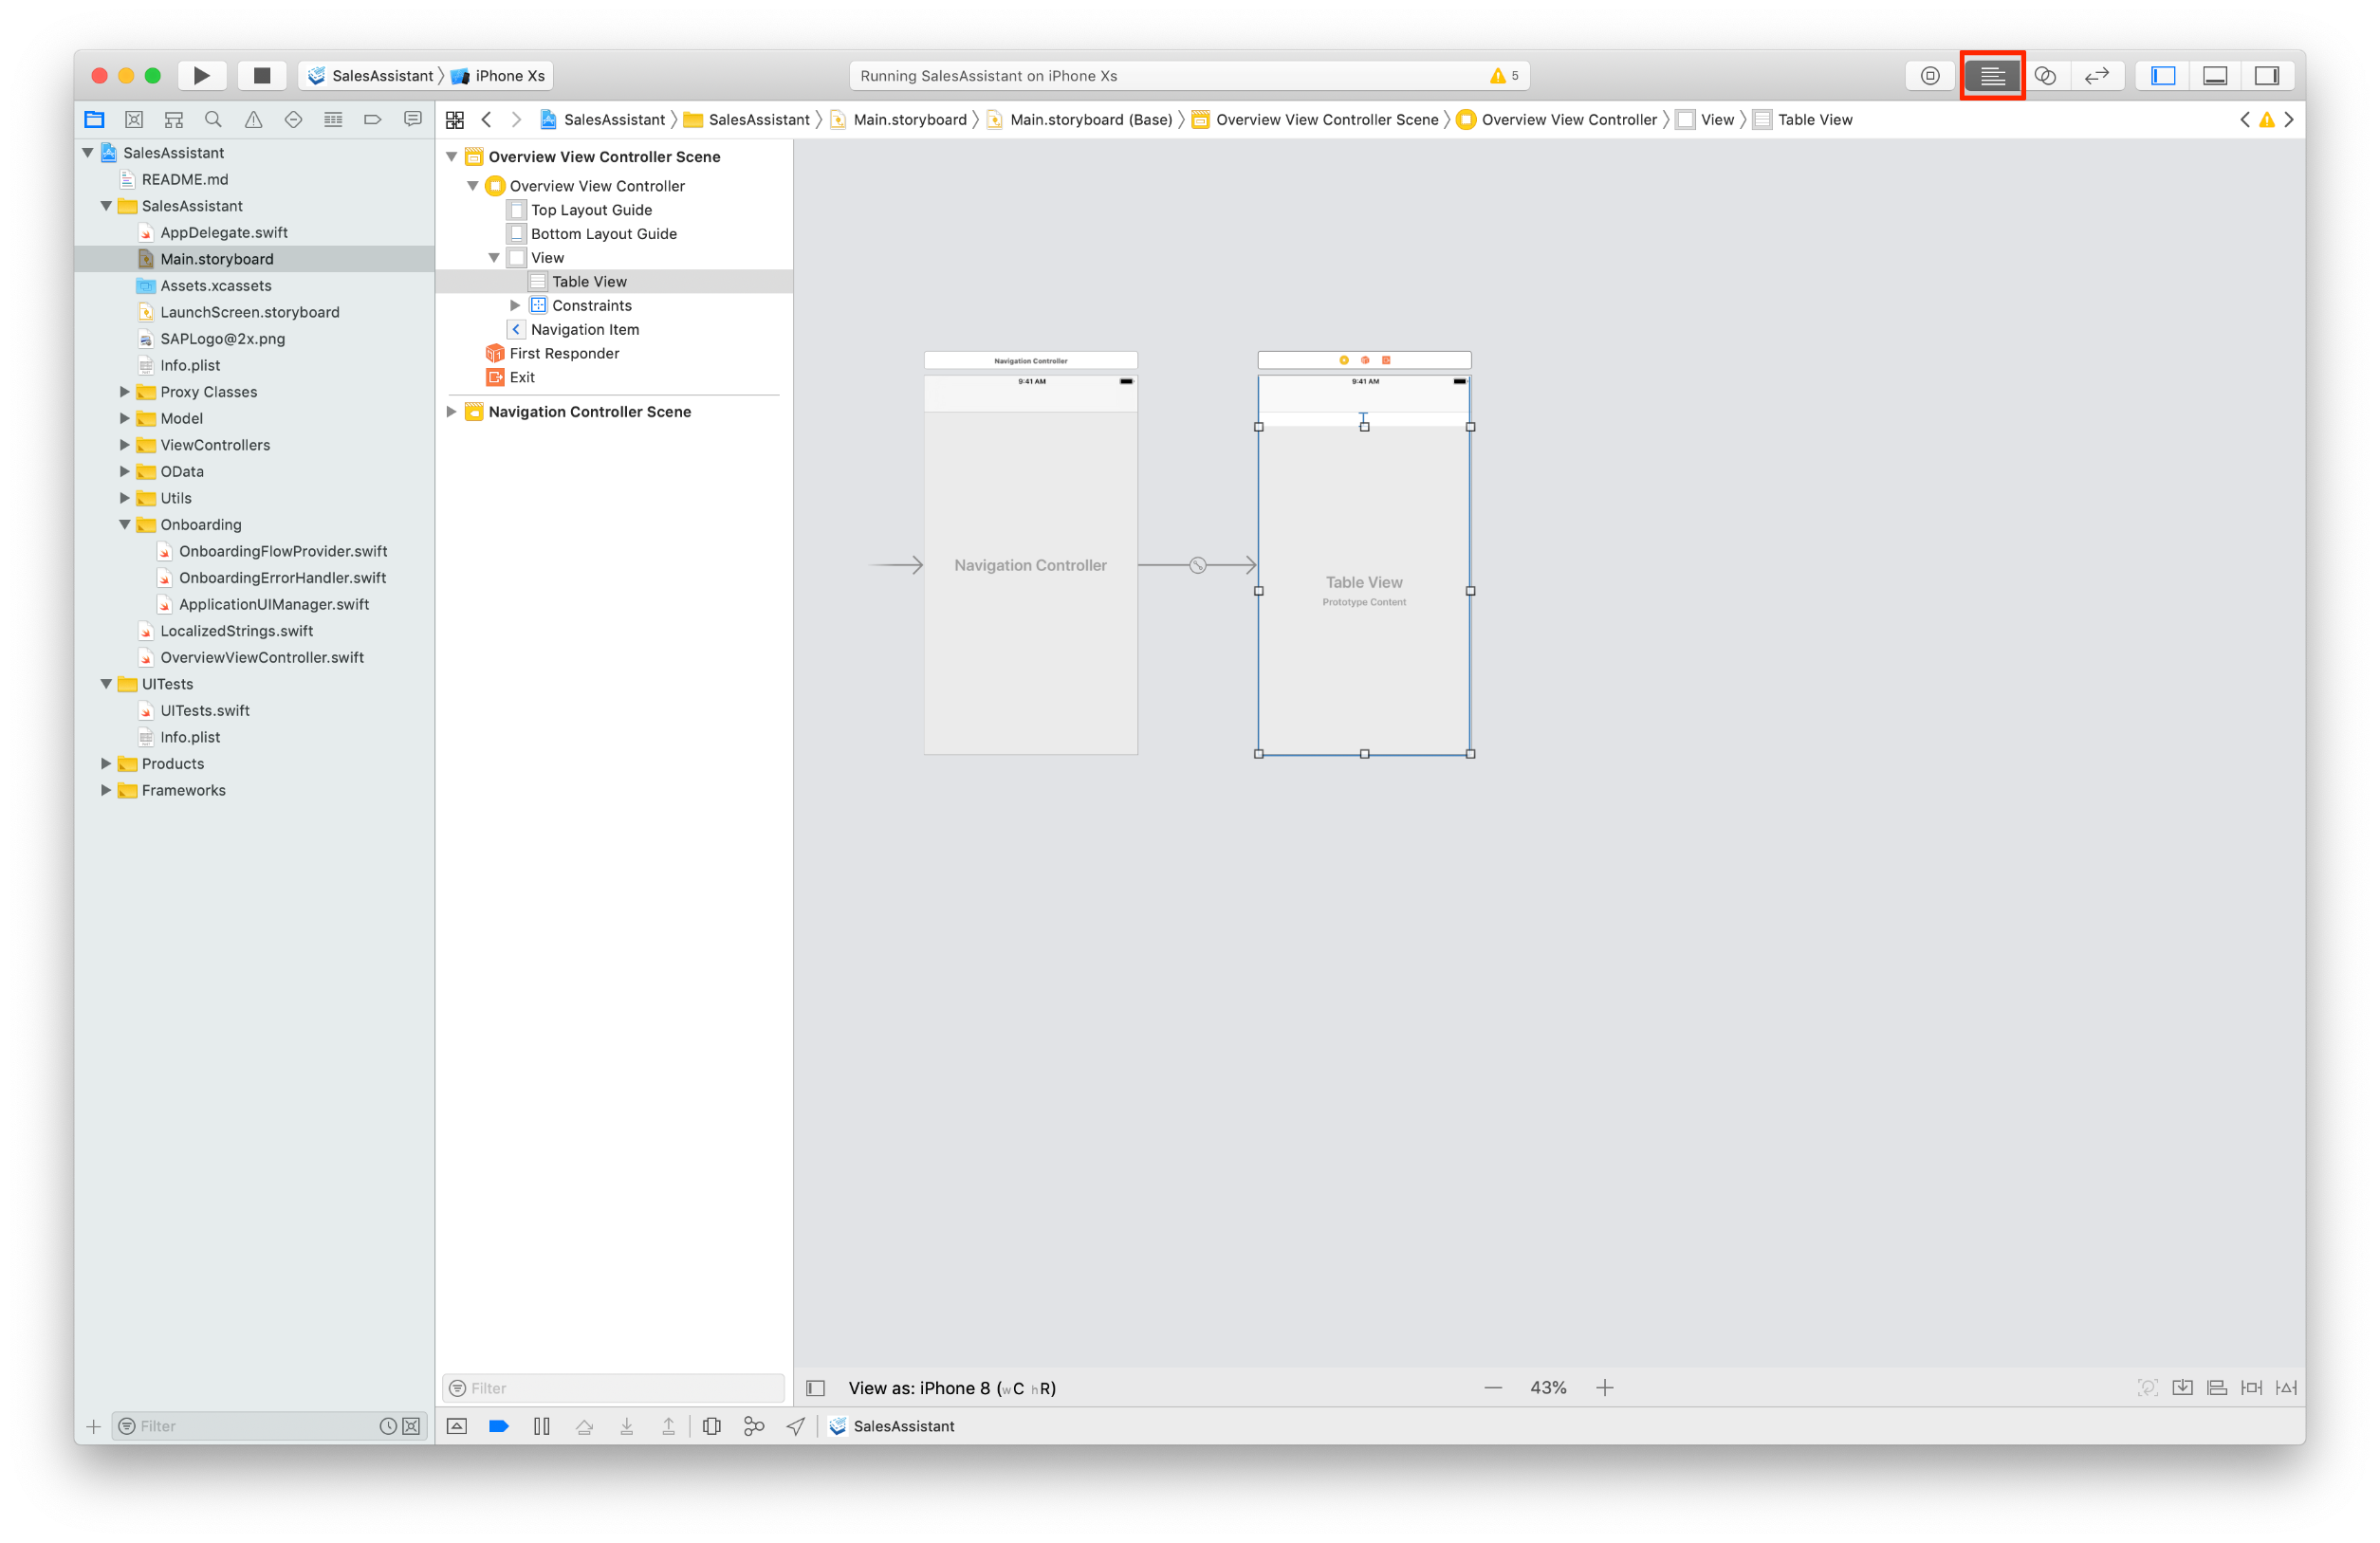 SalesAssistant
iPhone Xs
Running SalesAssistant on iPhone Xs
5
SalesAssistant
SalesAssistant
Main.storyboard
Main.storyboard (Base)
Overview View Controller Scene
Overview View Controller
View
Table View
SalesAssistant
README.md
SalesAssistant
AppDelegate.swift
Main.storyboard
Assets.xcassets
LaunchScreen.storyboard
SAPLogo@2x.png
Info.plist
Proxy Classes
Model
ViewControllers
OData
Utils
Onboarding
OnboardingFlowProvider.swift
OnboardingErrorHandler.swift
ApplicationUIManager.swift
LocalizedStrings.swift
OverviewViewController.swift
UITests
UITests.swift
Info.plist
Products
Frameworks
Filter
Overview View Controller Scene
Overview View Controller
Top Layout Guide
Bottom Layout Guide
View
Table View
Constraints
Navigation Item
First Responder
Exit
Navigation Controller Scene
Filter
Navigation Controller
9:41 AM
Navigation Controller
9:41 AM
Table View
Prototype Content
View as: iPhone 8 (wC hR)
43%
SalesAssistant